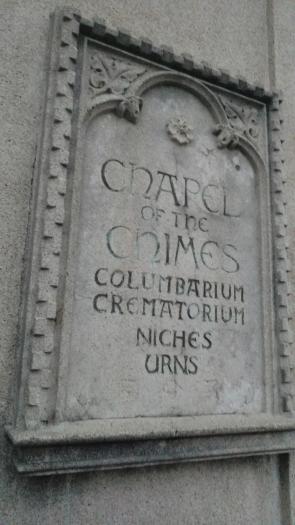 CHAPEL
OF THE
CHIMES
COLUMBARIUM
CREMATORIUM
NICHES
URNS